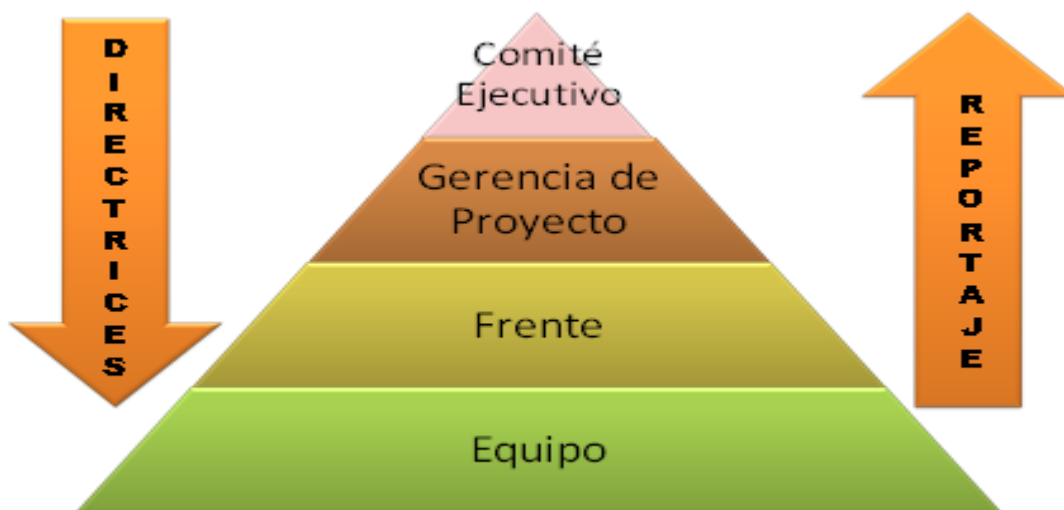 DIRECTRICES
Comité
Ejecutivo
Gerencia de
Proyecto
Frente
Equipo
REPORTAJE